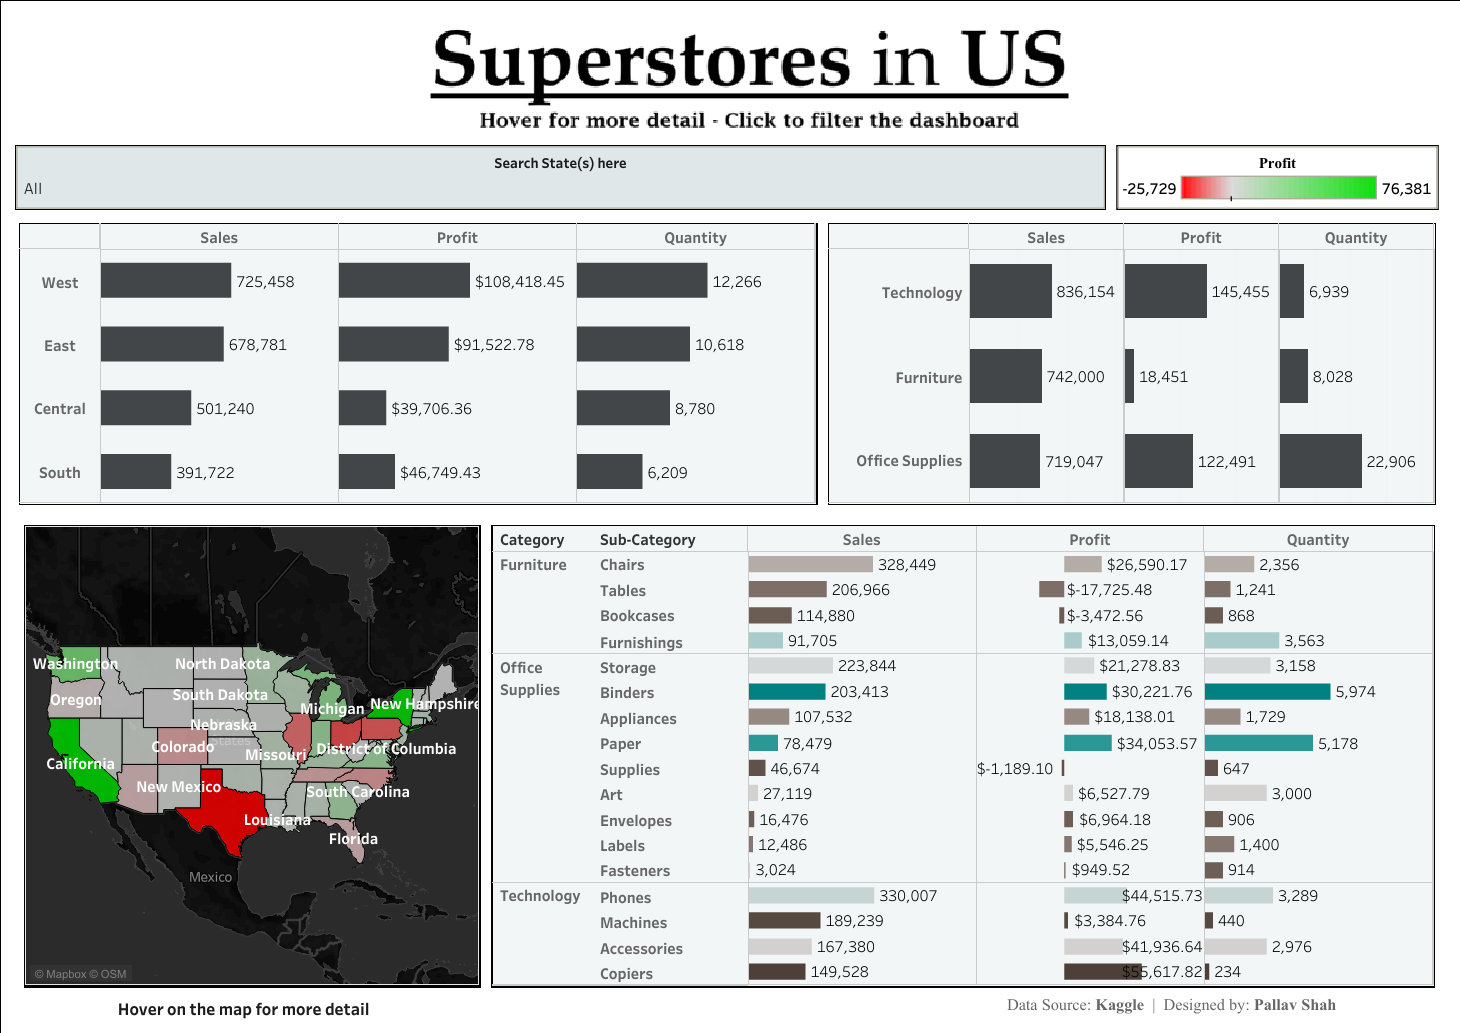 Superstores in US
Hover for more detail - Click to filter the dashboard
Search State(s) here
All
Profit
-25,729 76,381
Sales Profit Quantity
West 725,458 $108,418.45 12,266
East 678,781 $91,522.78 10,618
Central 501,240 $39,706.36 8,780
South 391,722 $46,749.43 6,209
Sales Profit Quantity
Technology 836,154 145,455 6,939
Furniture 742,000 18,451 8,028
Office Supplies 719,047 122,491 22,906
Washington
North Dakota
Oregon
South Dakota
Michigan
New Hampshire
Nebraska
States
Colorado
Missouri
District of Columbia
California
New Mexico
South Carolina
Louisiana
Florida
Mexico
© Mapbox © OSM
Hover on the map for more detail
Category Sub-Category Sales Profit Quantity
Furniture Chairs 328,449 $26,590.17 2,356
Tables 206,966 $-17,725.48 1,241
Bookcases 114,880 $-3,472.56 868
Furnishings 91,705 $13,059.14 3,563
Office Supplies Storage 223,844 $21,278.83 3,158
Binders 203,413 $30,221.76 5,974
Appliances 107,532 $18,138.01 1,729
Paper 78,479 $34,053.57 5,178
Supplies 46,674 $-1,189.10 647
Art 27,119 $6,527.79 3,000
Envelopes 16,476 $6,964.18 906
Labels 12,486 $5,546.25 1,400
Fasteners 3,024 $949.52 914
Technology Phones 330,007 $44,515.73 3,289
Machines 189,239 $3,384.76 440
Accessories 167,380 $41,936.64 2,976
Copiers 149,528 $55,617.82 234
Data Source: Kaggle | Designed by: Pallav Shah